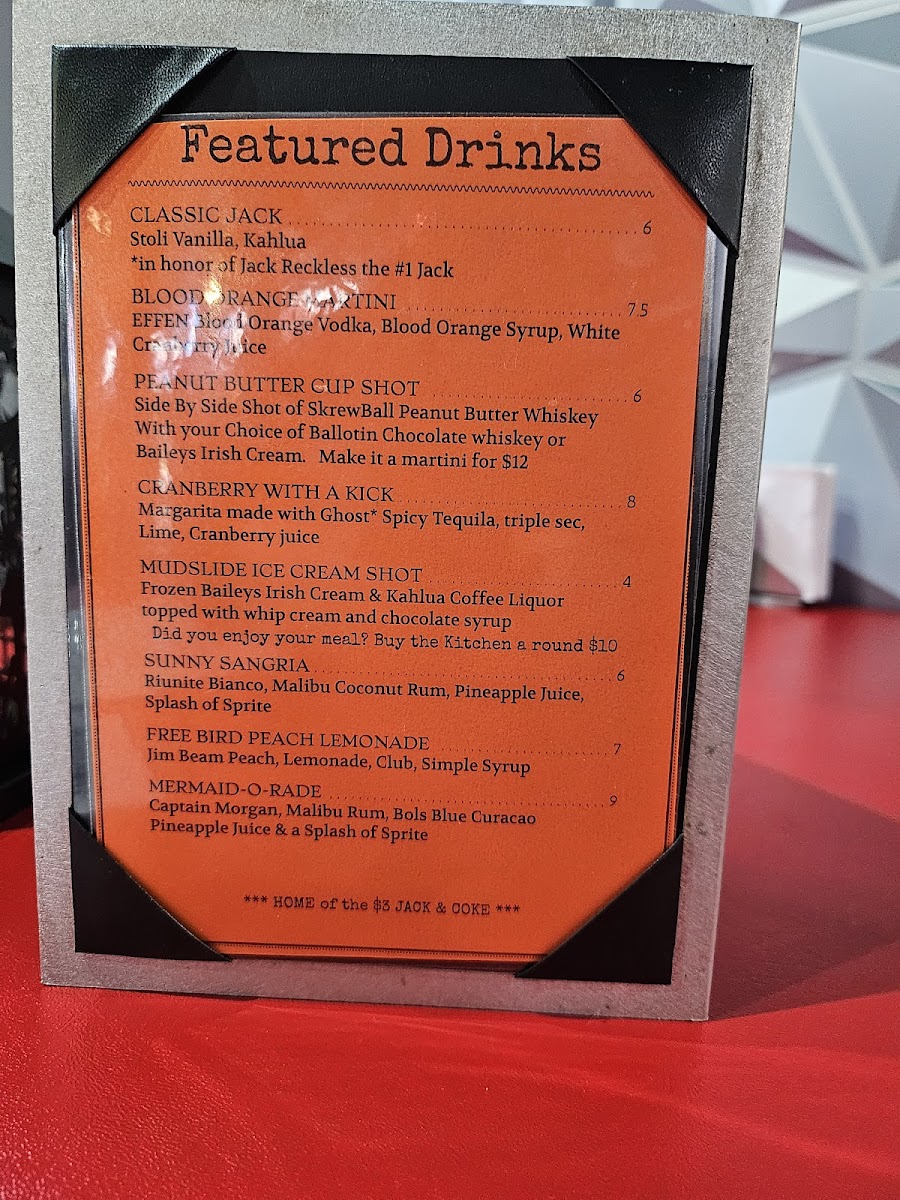 Featured Drinks
CLASSIC JACK 6
Stoli Vanilla, Kahlua
*in honor of Jack Reckless the #1 Jack
BLOOD ORANGE MARTINI 7.5
EFFEN Blood Orange Vodka, Blood Orange Syrup, White
Cranberry Juice
PEANUT BUTTER CUP SHOT 6
Side By Side Shot of SkrewBall Peanut Butter Whiskey
With your Choice of Ballotin Chocolate whiskey or
Baileys Irish Cream. Make it a martini for $12
CRANBERRY WITH A KICK 8
Margarita made with Ghost* Spicy Tequila, triple sec,
Lime, Cranberry juice
MUDSLIDE ICE CREAM SHOT 4
Frozen Baileys Irish Cream & Kahlua Coffee Liquor
topped with whip cream and chocolate syrup
Did you enjoy your meal? Buy the Kitchen a round $10
SUNNY SANGRIA 6
Riunite Bianco, Malibu Coconut Rum, Pineapple Juice,
Splash of Sprite
FREE BIRD PEACH LEMONADE 7
Jim Beam Peach, Lemonade, Club, Simple Syrup
MERMAID-O-RADE 9
Captain Morgan, Malibu Rum, Bols Blue Curacao
Pineapple Juice & a Splash of Sprite
*** HOME of the $3 JACK & COKE ***